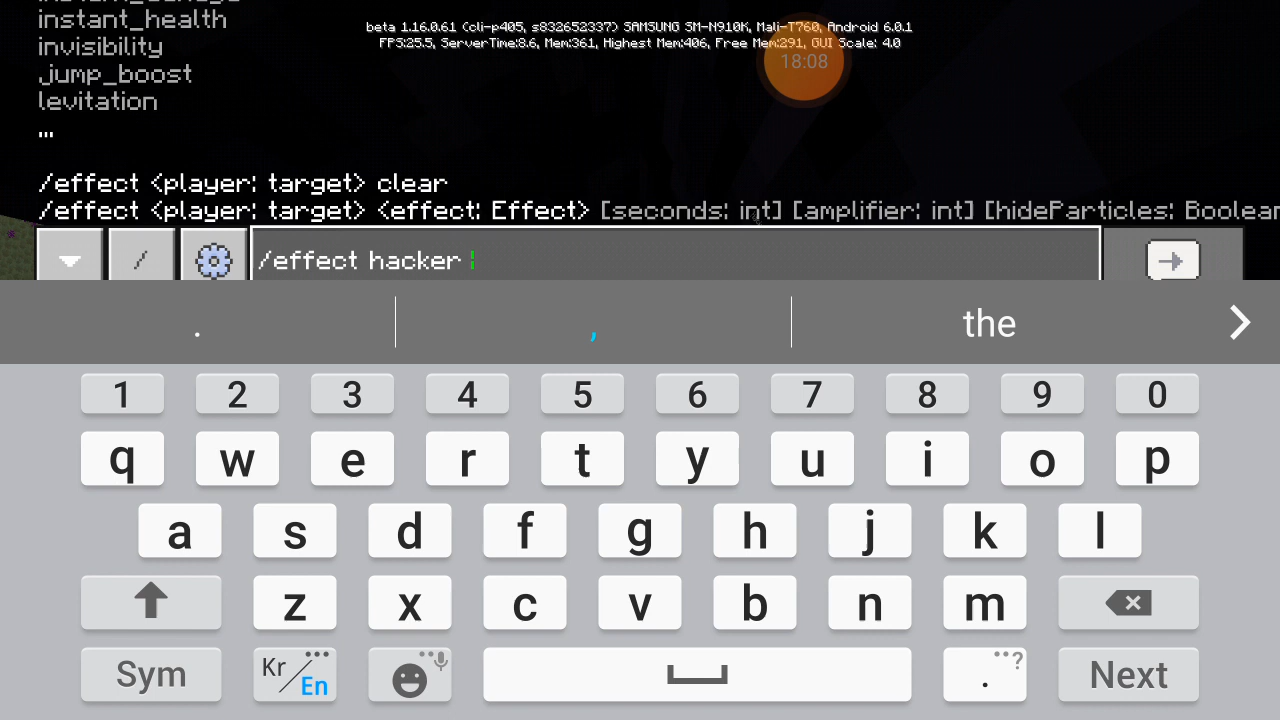 instant_health
invisibility
jump_boost
levitation
...
beta 1.16.0.61 (cli-p405, s832652337) SAMSUNG SM-N910K, Mali-T760, Android 6.0.1
FPS:25.5, ServerTime:8.6, Mem:361, Highest Mem:406, Free Mem:291, GUI Scale: 4.0
18:08
/effect <player: target> clear
/effect <player: target> <effect: Effect> [seconds: int] [amplifier: int] [hideParticles: Boolean
/
/effect hacker
. , the
1 2 3 4 5 6 7 8 9 0
q w e r t y u i o p
a s d f g h j k l
z x c v b n m
Sym Kr/En . ? Next